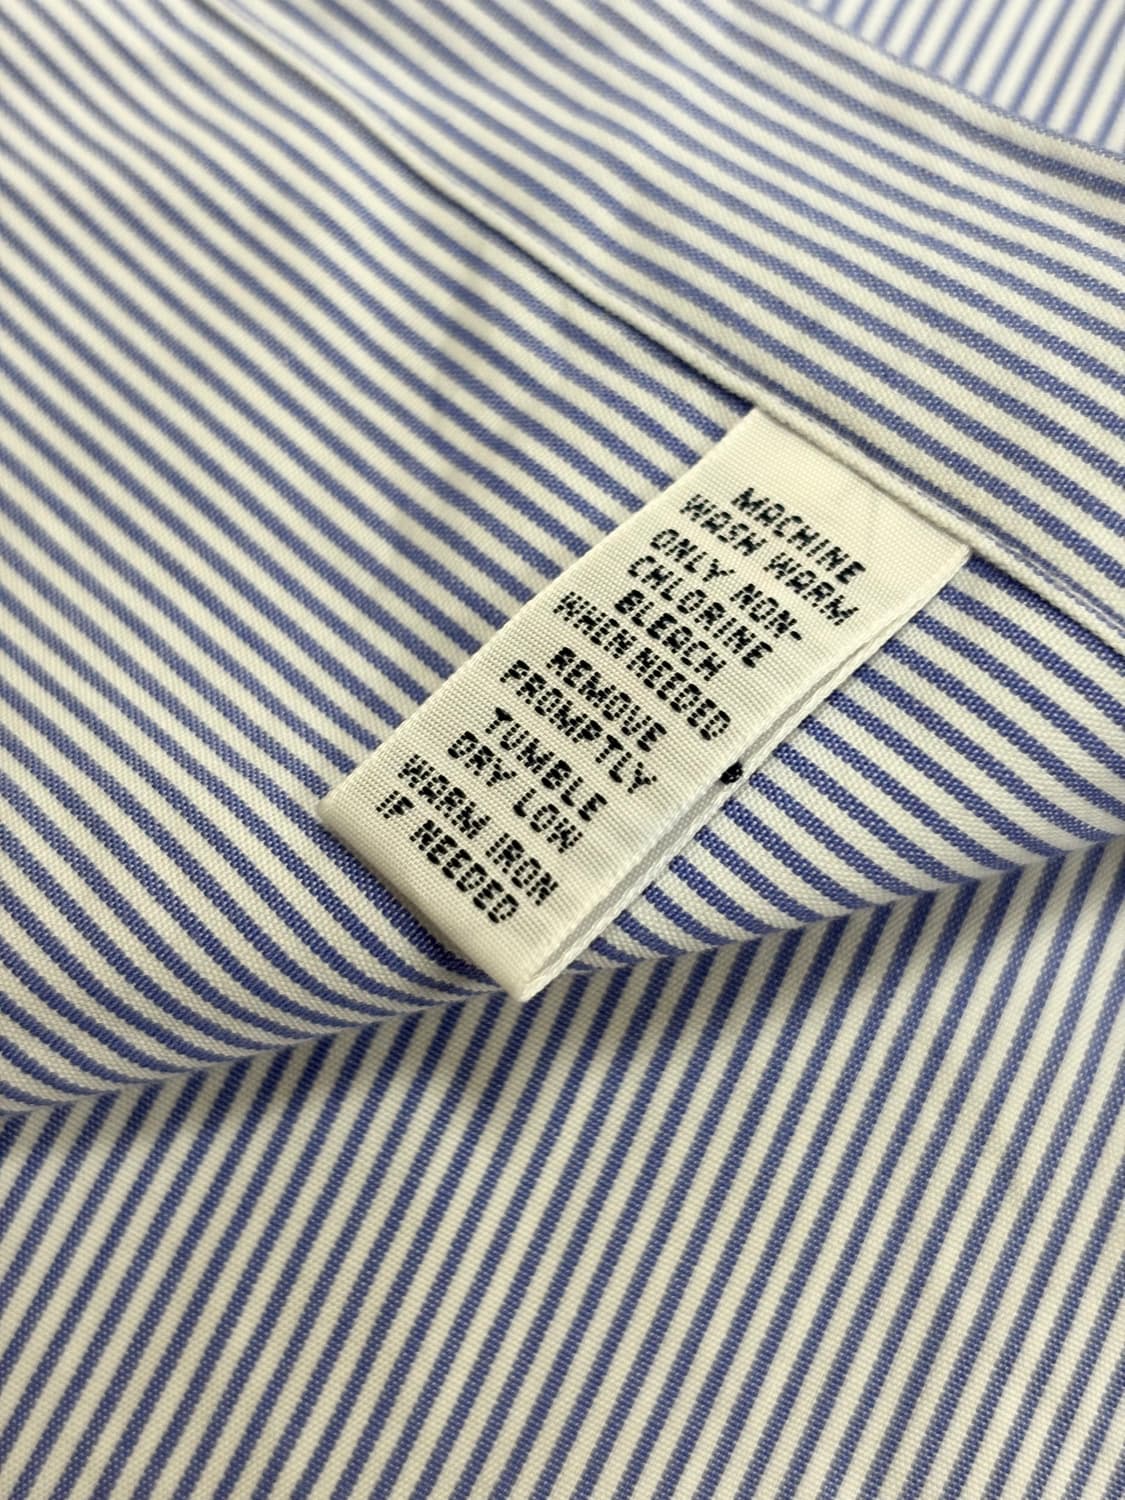 MACHINE
WASH WARM
ONLY NON-
CHLORINE
BLEACH
WHEN NEEDED
REMOVE
PROMPTLY
TUMBLE
DRY LOW
WARM IRON
IF NEEDED